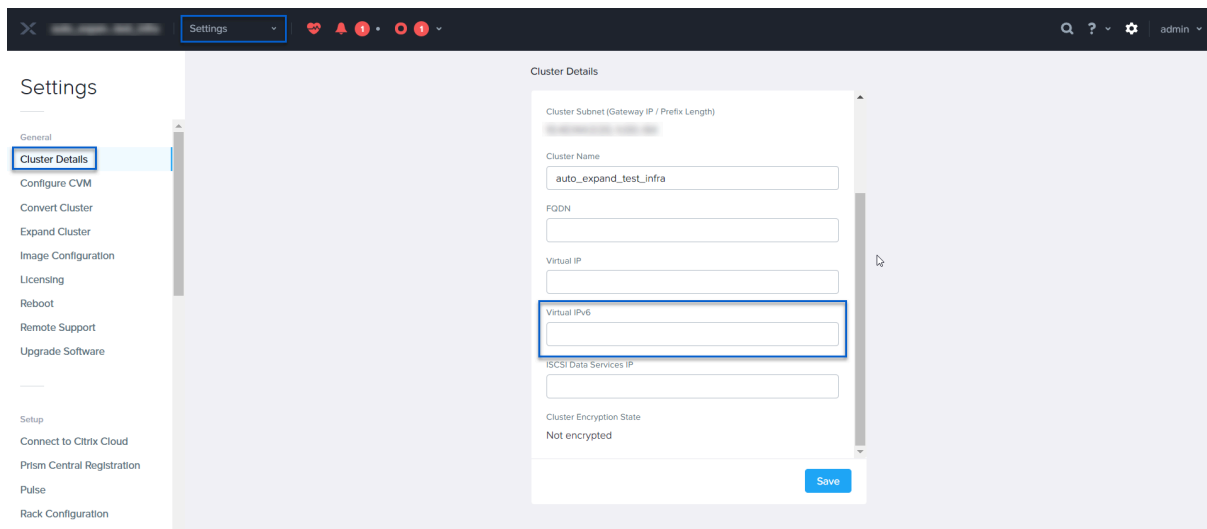 Settings
1
1
?
admin
Settings
General
Cluster Details
Configure CVM
Convert Cluster
Expand Cluster
Image Configuration
Licensing
Reboot
Remote Support
Upgrade Software
Setup
Connect to Citrix Cloud
Prism Central Registration
Pulse
Rack Configuration
Cluster Details
Cluster Subnet (Gateway IP / Prefix Length)
Cluster Name
auto_expand_test_infra
FQDN
Virtual IP
Virtual IPv6
ISCSI Data Services IP
Cluster Encryption State
Not encrypted
Save